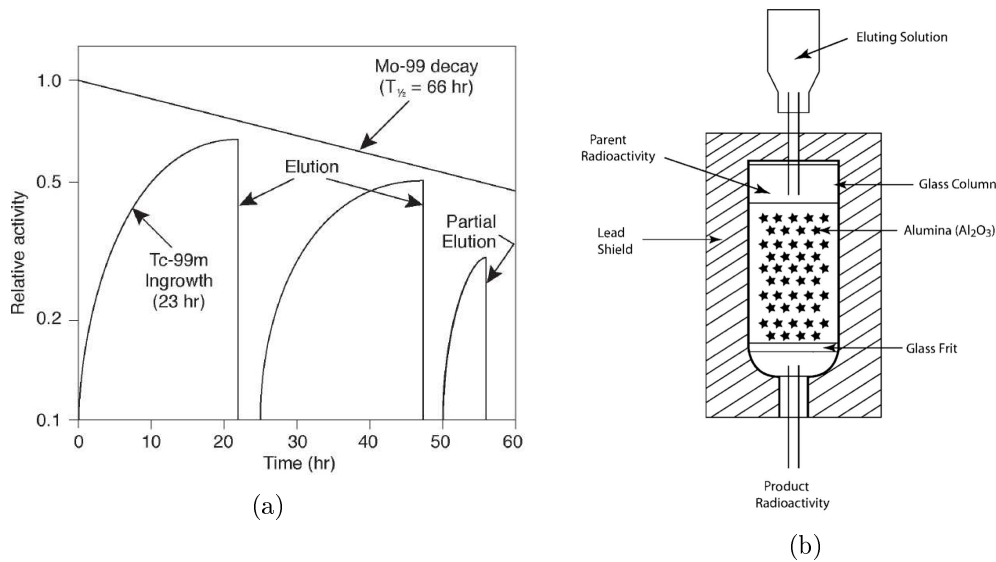 Mo-99 decay
(T½ = 66 hr)
Elution
Partial
Elution
Tc-99m
Ingrowth
(23 hr)
Relative activity
1.0
0.5
0.2
0.1
0 10 20 30 40 50 60
Time (hr)
(a)
Eluting Solution
Parent
Radioactivity
Glass Column
Lead
Shield
Alumina (Al₂O₃)
Glass Frit
Product
Radioactivity
(b)